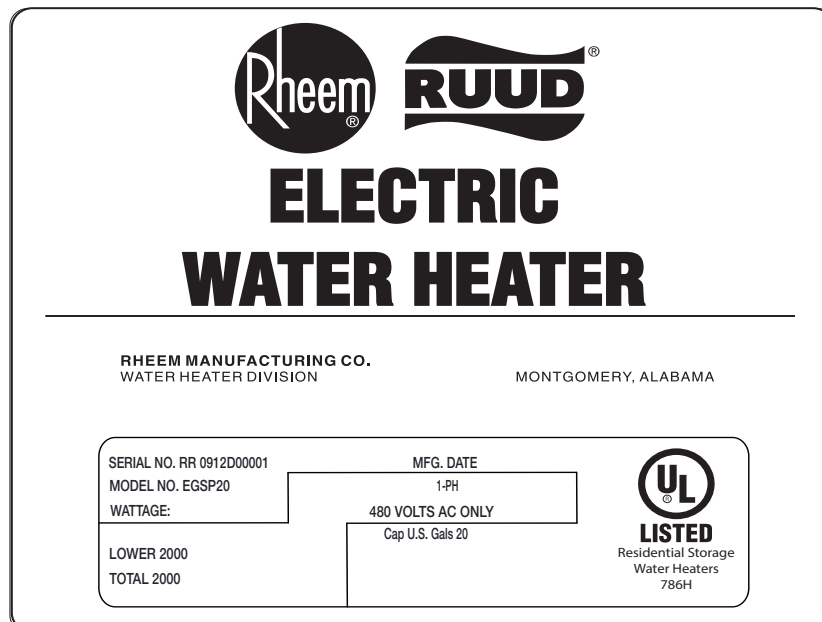 Rheem®
RUUD®
ELECTRIC
WATER HEATER
RHEEM MANUFACTURING CO.
WATER HEATER DIVISION
MONTGOMERY, ALABAMA
SERIAL NO. RR 0912D00001
MFG. DATE
MODEL NO. EGSP20
1-PH
WATTAGE:
480 VOLTS AC ONLY
Cap U.S. Gals 20
LOWER 2000
TOTAL 2000
UL®
LISTED
Residential Storage
Water Heaters
786H